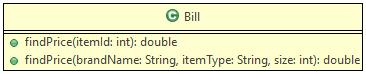 C Bill
findPrice(itemId: int): double
findPrice(brandName: String, itemType: String, size: int): double